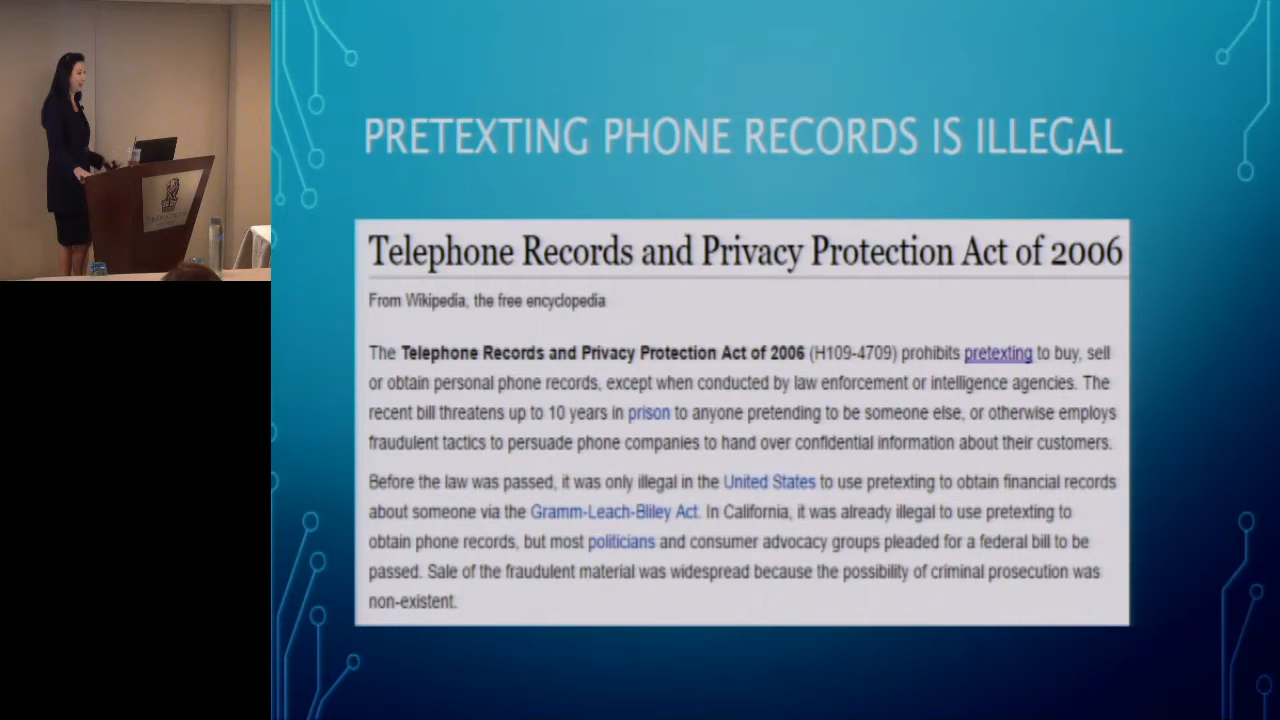 PRETEXTING PHONE RECORDS IS ILLEGAL
Telephone Records and Privacy Protection Act of 2006
From Wikipedia, the free encyclopedia
The Telephone Records and Privacy Protection Act of 2006 (H109-4709) prohibits pretexting to buy, sell
or obtain personal phone records, except when conducted by law enforcement or intelligence agencies. The
recent bill threatens up to 10 years in prison to anyone pretending to be someone else, or otherwise employs
fraudulent tactics to persuade phone companies to hand over confidential information about their customers.
Before the law was passed, it was only illegal in the United States to use pretexting to obtain financial records
about someone via the Gramm-Leach-Bliley Act. In California, it was already illegal to use pretexting to
obtain phone records, but most politicians and consumer advocacy groups pleaded for a federal bill to be
passed. Sale of the fraudulent material was widespread because the possibility of criminal prosecution was
non-existent.